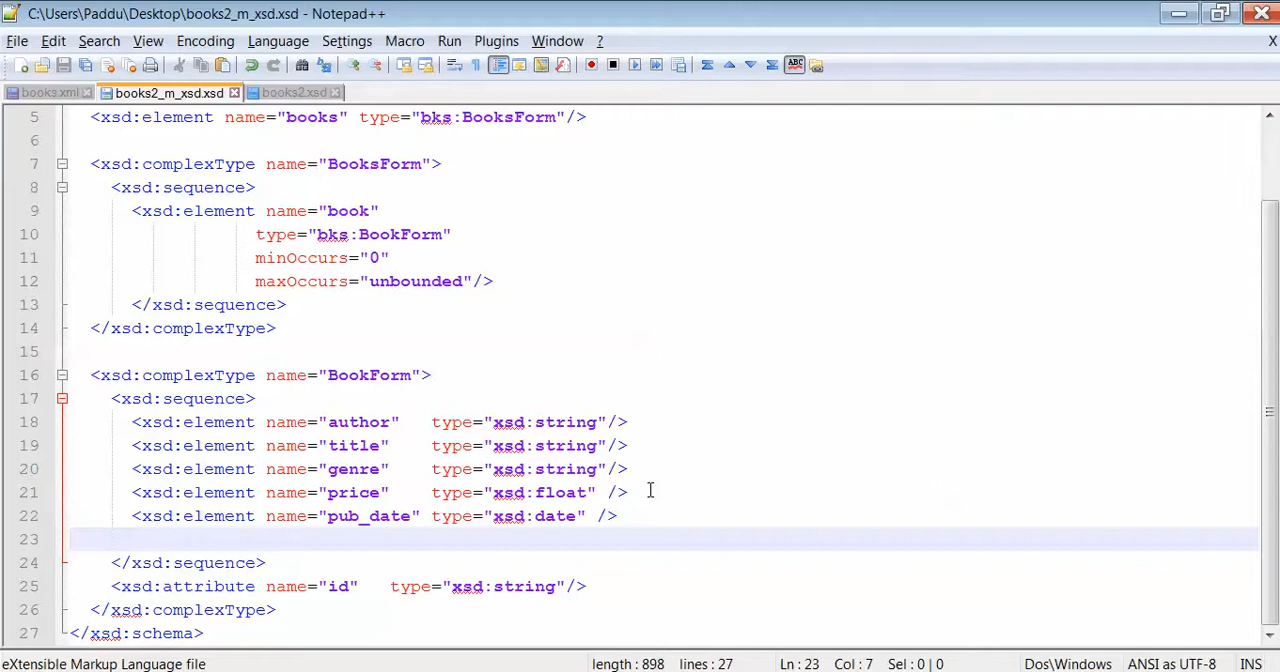 C:\Users\Paddu\Desktop\books2_m_xsd.xsd - Notepad++
File Edit Search View Encoding Language Settings Macro Run Plugins Window ? X
ABC
books.xml books2_m_xsd.xsd books2.xsd
5 <xsd:element name="books" type="bks:BooksForm"/>
6
7 <xsd:complexType name="BooksForm">
8 <xsd:sequence>
9 <xsd:element name="book"
10 type="bks:BookForm"
11 minOccurs="0"
12 maxOccurs="unbounded"/>
13 </xsd:sequence>
14 </xsd:complexType>
15
16 <xsd:complexType name="BookForm">
17 <xsd:sequence>
18 <xsd:element name="author" type="xsd:string"/>
19 <xsd:element name="title" type="xsd:string"/>
20 <xsd:element name="genre" type="xsd:string"/>
21 <xsd:element name="price" type="xsd:float" />
22 <xsd:element name="pub_date" type="xsd:date" />
23
24 </xsd:sequence>
25 <xsd:attribute name="id" type="xsd:string"/>
26 </xsd:complexType>
27 </xsd:schema>
eXtensible Markup Language file length : 898 lines : 27 Ln : 23 Col : 7 Sel : 0 | 0 Dos\Windows ANSI as UTF-8 INS